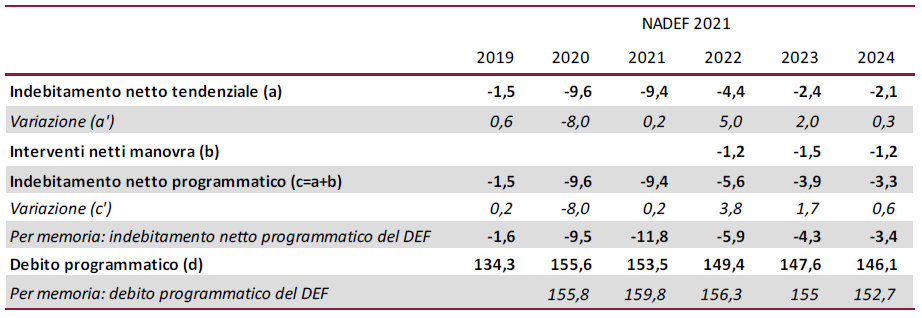 NADEF 2021
2019 2020 2021 2022 2023 2024
Indebitamento netto tendenziale (a) -1,5 -9,6 -9,4 -4,4 -2,4 -2,1
Variazione (a') 0,6 -8,0 0,2 5,0 2,0 0,3
Interventi netti manovra (b) -1,2 -1,5 -1,2
Indebitamento netto programmatico (c=a+b) -1,5 -9,6 -9,4 -5,6 -3,9 -3,3
Variazione (c') 0,2 -8,0 0,2 3,8 1,7 0,6
Per memoria: indebitamento netto programmatico del DEF -1,6 -9,5 -11,8 -5,9 -4,3 -3,4
Debito programmatico (d) 134,3 155,6 153,5 149,4 147,6 146,1
Per memoria: debito programmatico del DEF 155,8 159,8 156,3 155 152,7